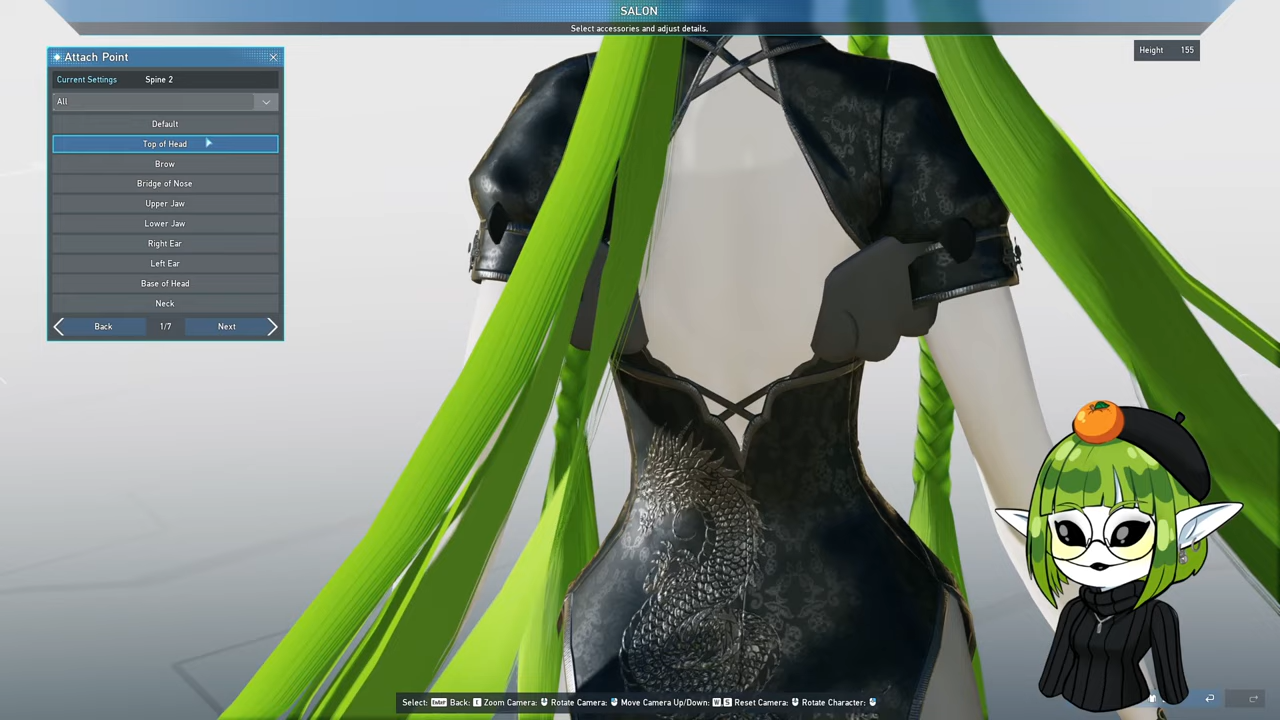 SALON
Select accessories and adjust details.
Height 155
Attach Point
Current Settings Spine 2
All
Default
Top of Head
Brow
Bridge of Nose
Upper Jaw
Lower Jaw
Right Ear
Left Ear
Base of Head
Neck
Back 1/7 Next
Select: Enter Back: E Zoom Camera: Rotate Camera: Move Camera Up/Down: W,S Reset Camera: Rotate Character: